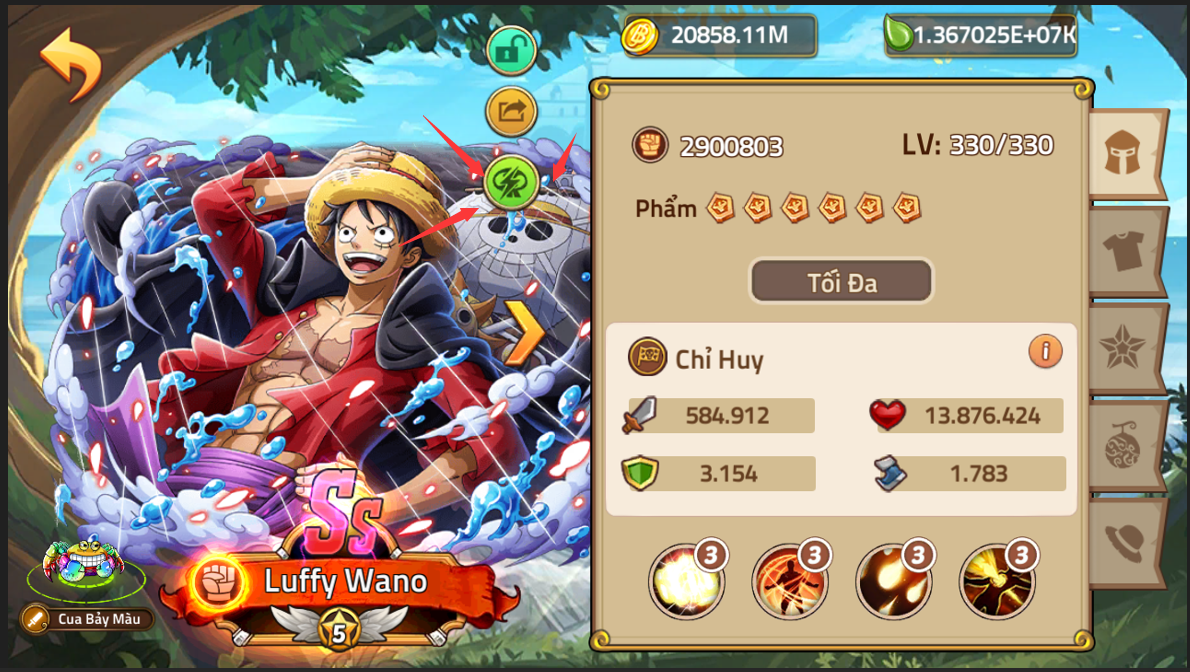 20858.11M
1.367025E+07K
2900803
LV: 330/330
Phẩm
Tối Đa
Chỉ Huy
i
584.912
13.876.424
3.154
1.783
Ss
Luffy Wano
5
Cua Bảy Màu
3
3
3
3